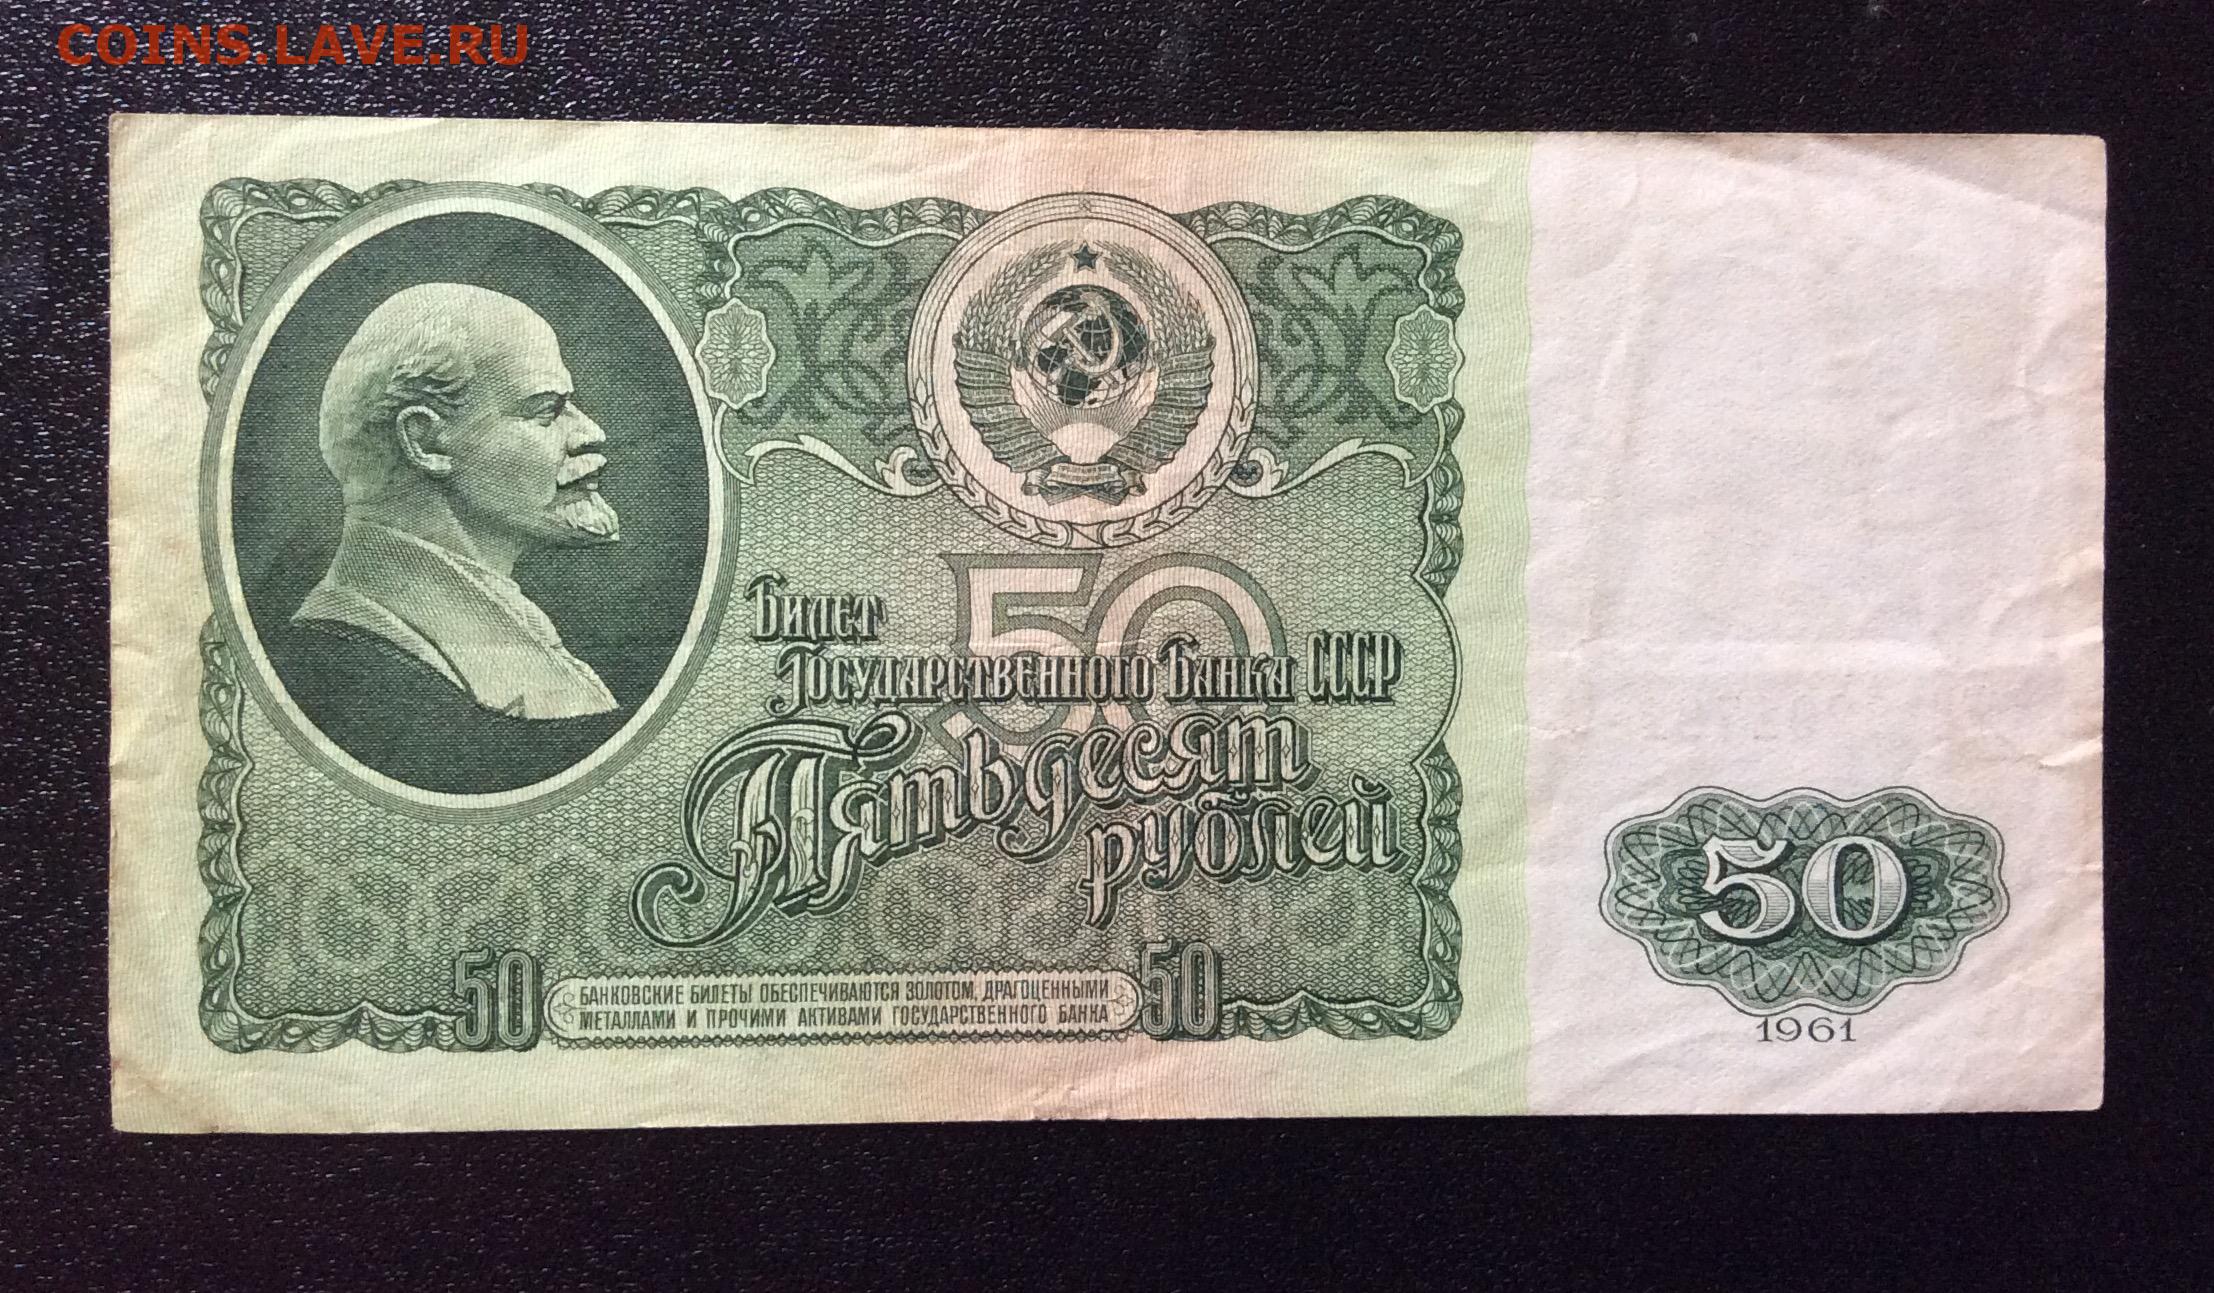 COINS.LAVE.RU
Билет
Государственного Банка СССР
50
Пятьдесят
рублей
50
50
БАНКОВСКИЕ БИЛЕТЫ ОБЕСПЕЧИВАЮТСЯ ЗОЛОТОМ, ДРАГОЦЕННЫМИ
МЕТАЛЛАМИ И ПРОЧИМИ АКТИВАМИ ГОСУДАРСТВЕННОГО БАНКА
50
1961